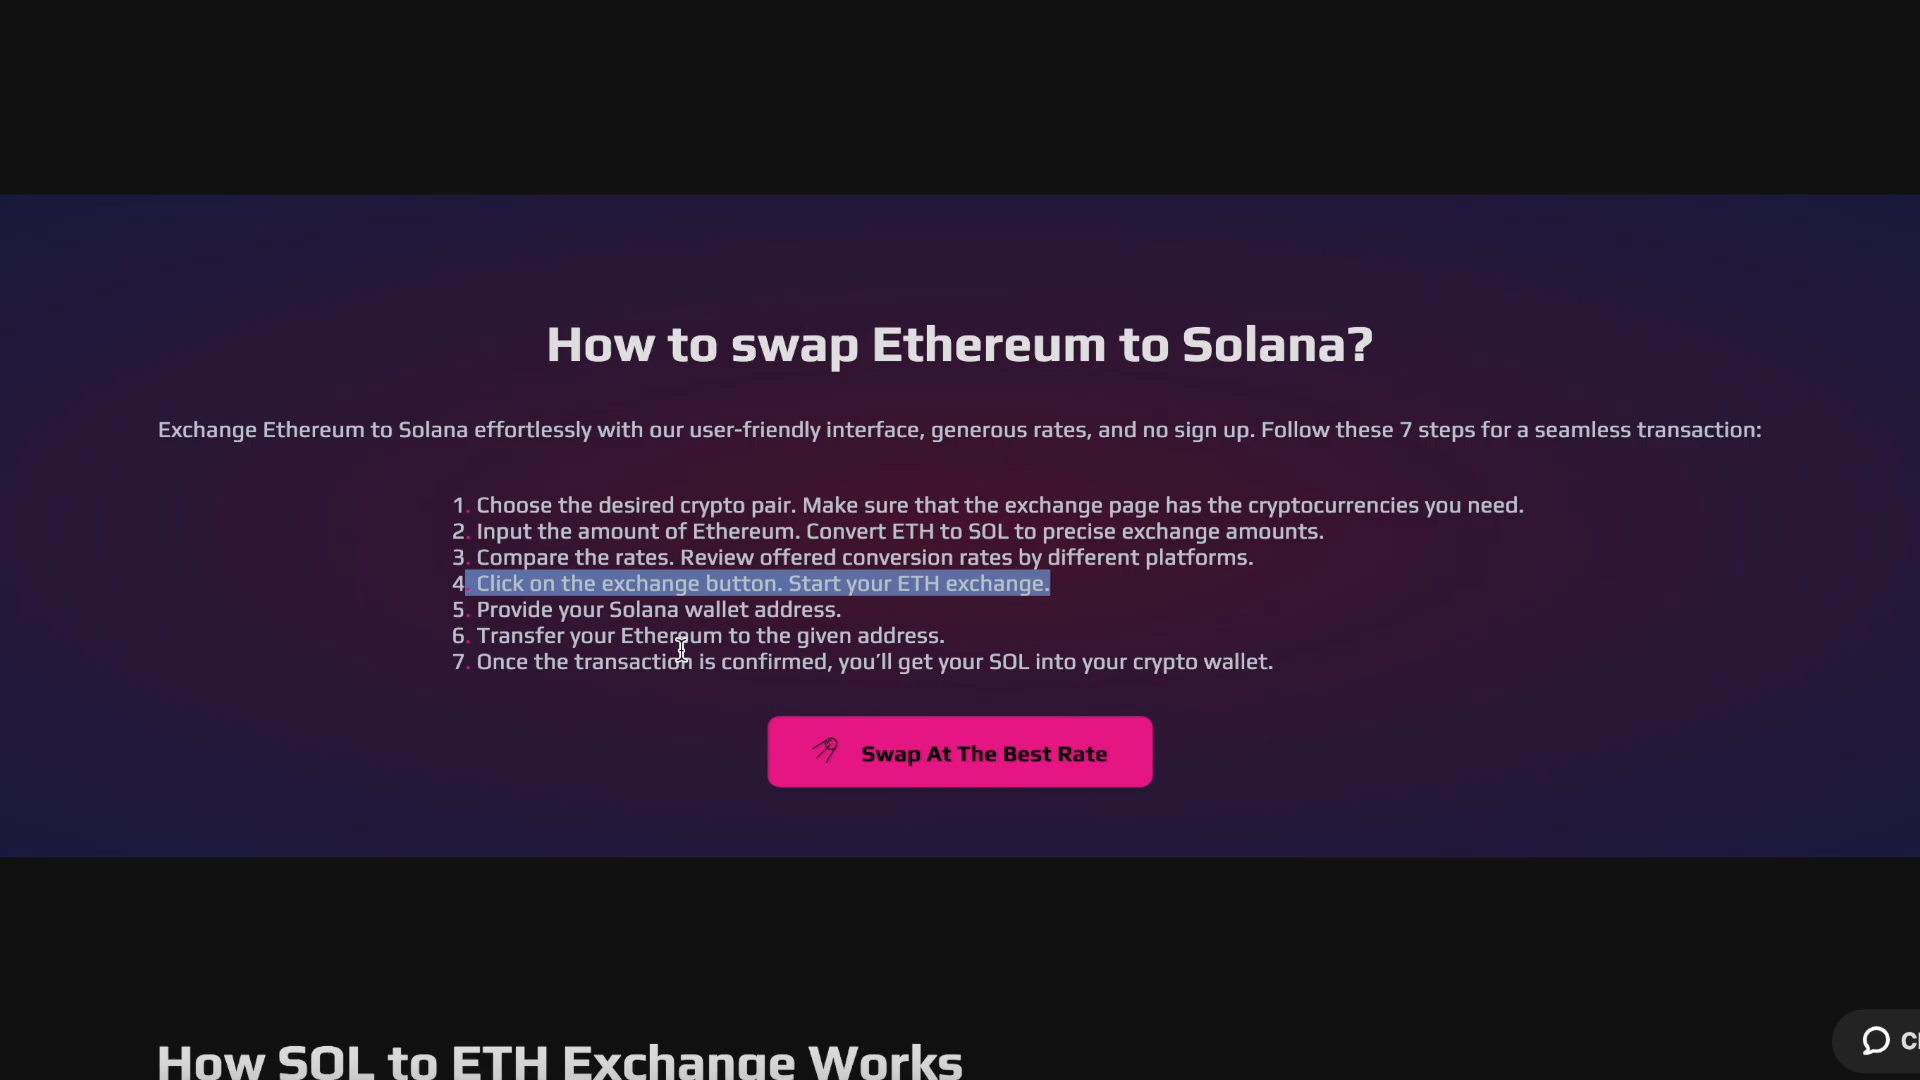 How to swap Ethereum to Solana?
Exchange Ethereum to Solana effortlessly with our user-friendly interface, generous rates, and no sign up. Follow these 7 steps for a seamless transaction:
1. Choose the desired crypto pair. Make sure that the exchange page has the cryptocurrencies you need.
2. Input the amount of Ethereum. Convert ETH to SOL to precise exchange amounts.
3. Compare the rates. Review offered conversion rates by different platforms.
4. Click on the exchange button. Start your ETH exchange.
5. Provide your Solana wallet address.
6. Transfer your Ethereum to the given address.
7. Once the transaction is confirmed, you’ll get your SOL into your crypto wallet.
Swap At The Best Rate
How SOL to ETH Exchange Works